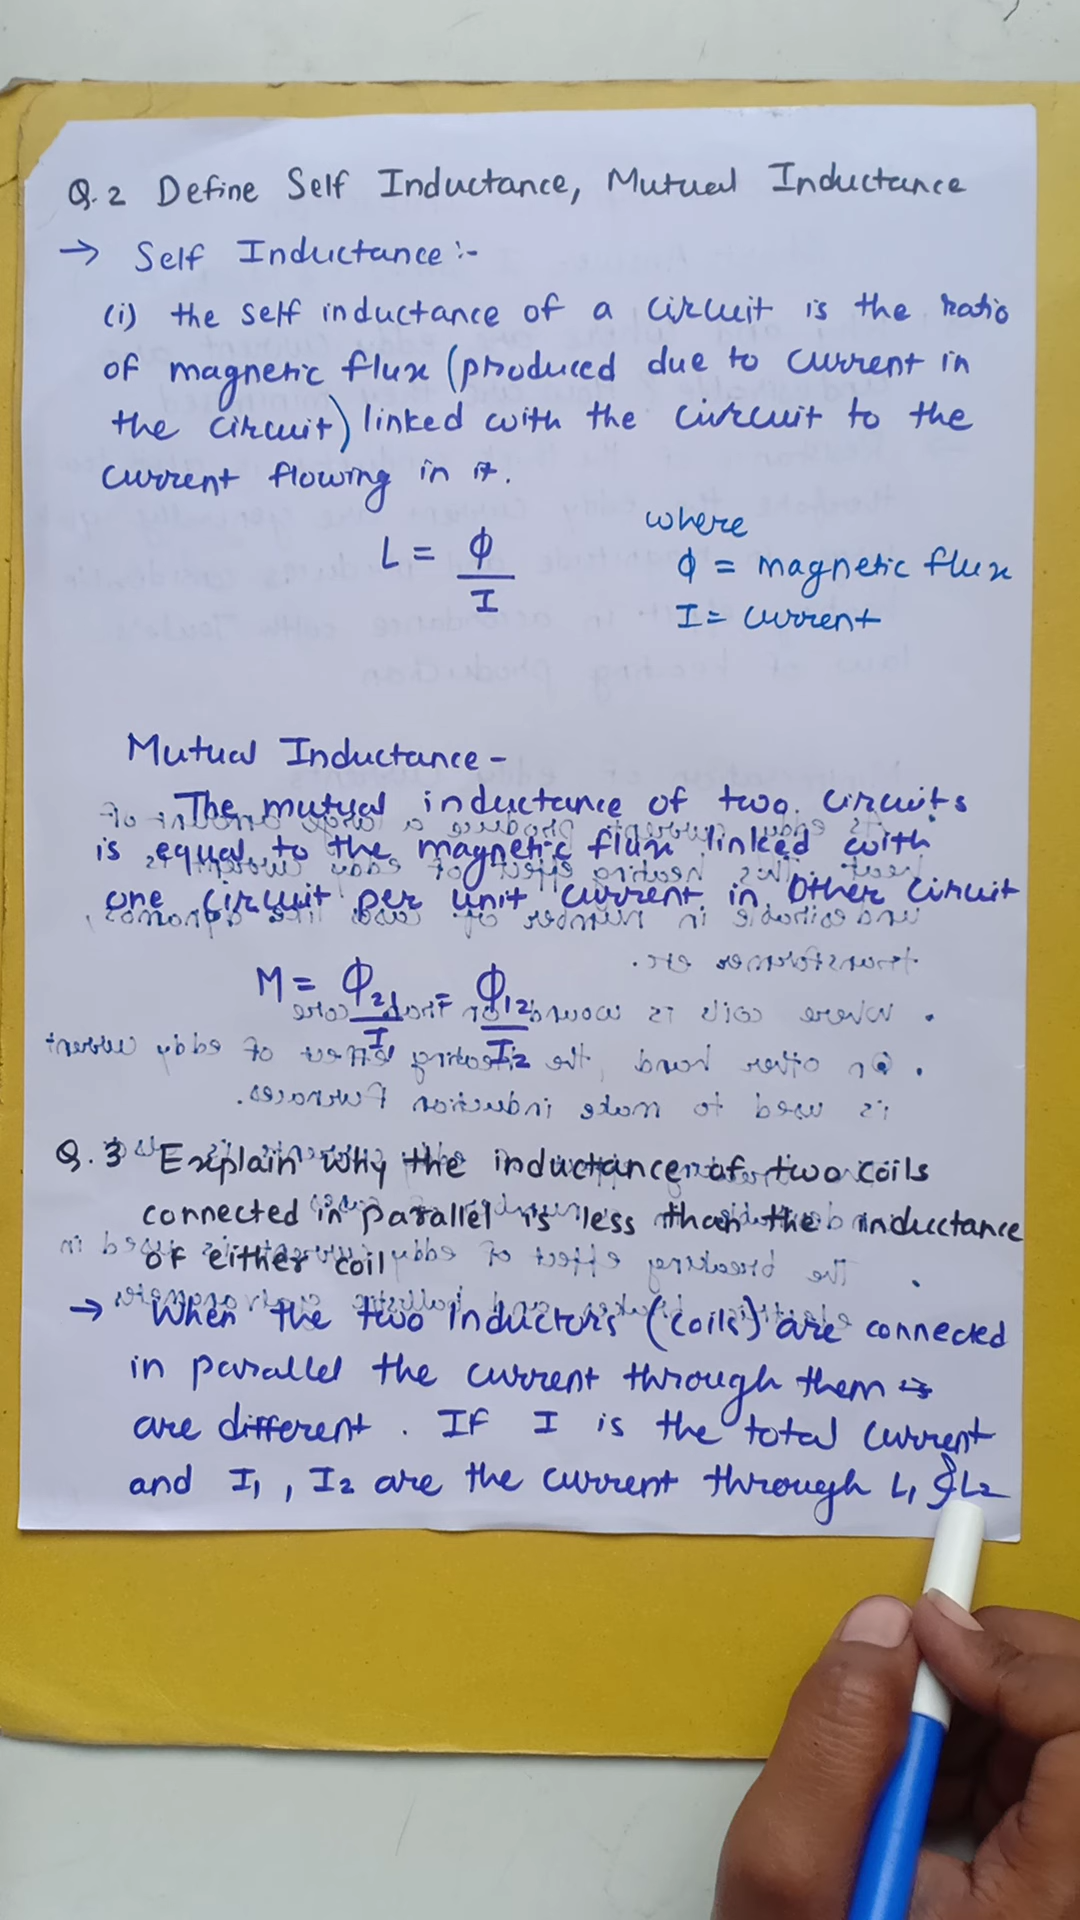 Q.2 Define Self Inductance, Mutual Inductance
→ Self Inductance :-
(i) the self inductance of a circuit is the ratio
of magnetic flux (produced due to current in
the circuit) linked with the circuit to the
current flowing in it.
L = Φ / I
where
Φ = magnetic flux
I = current
Mutual Inductance -
The mutual inductance of two circuits
is equal to the magnetic flux linked with
one circuit per unit current in other circuit
M = Φ21 / I1 = Φ12 / I2
Q.3 Explain why the inductance of two coils
connected in parallel is less than the inductance
of either coil
→ When the two inductors (coils) are connected
in parallel the current through them
are different. If I is the total current
and I1, I2 are the current through L1 & L2